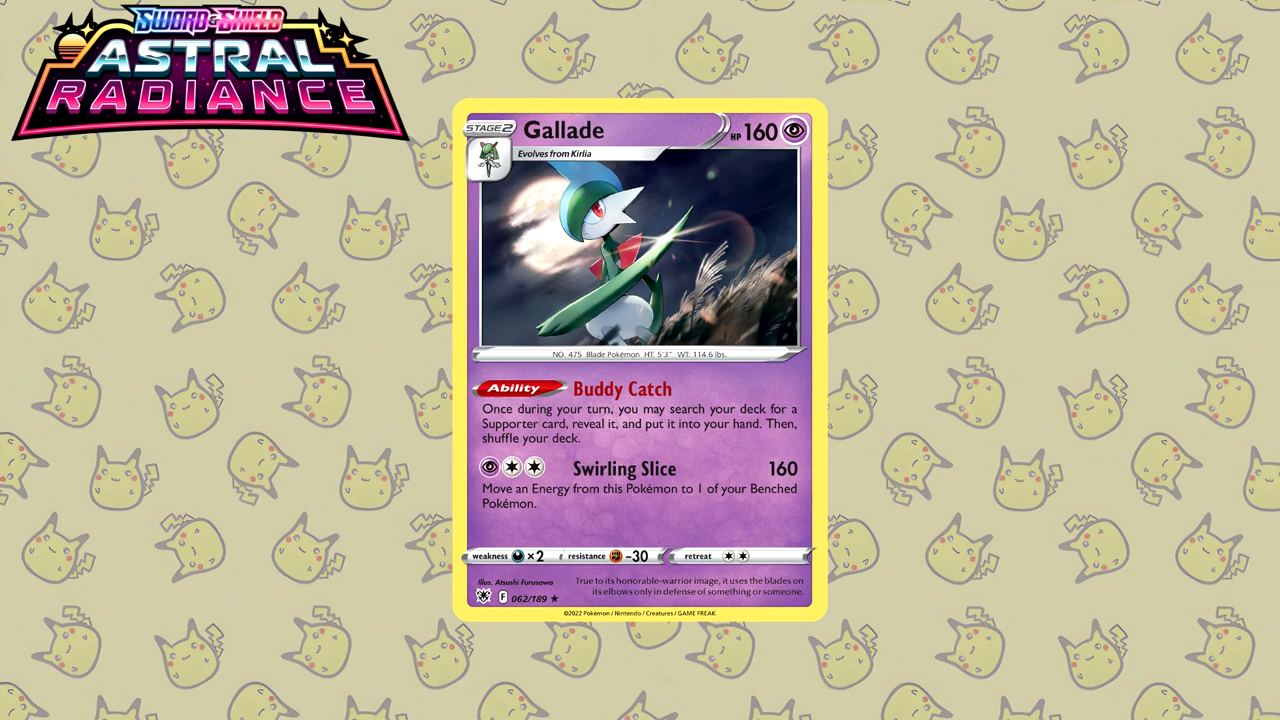 SWORD & SHIELD
ASTRAL
RADIANCE
STAGE 2 Gallade HP 160
Evolves from Kirlia
NO. 475 Blade Pokémon HT: 5'3" WT: 114.6 lbs.
Ability Buddy Catch
Once during your turn, you may search your deck for a
Supporter card, reveal it, and put it into your hand. Then,
shuffle your deck.
Swirling Slice 160
Move an Energy from this Pokémon to 1 of your Benched
Pokémon.
weakness ×2 resistance -30 retreat
Illus. Atsushi Furusawa
True to its honorable-warrior image, it uses the blades on
its elbows only in defense of something or someone.
F 062/189 ★
©2022 Pokémon / Nintendo / Creatures / GAME FREAK